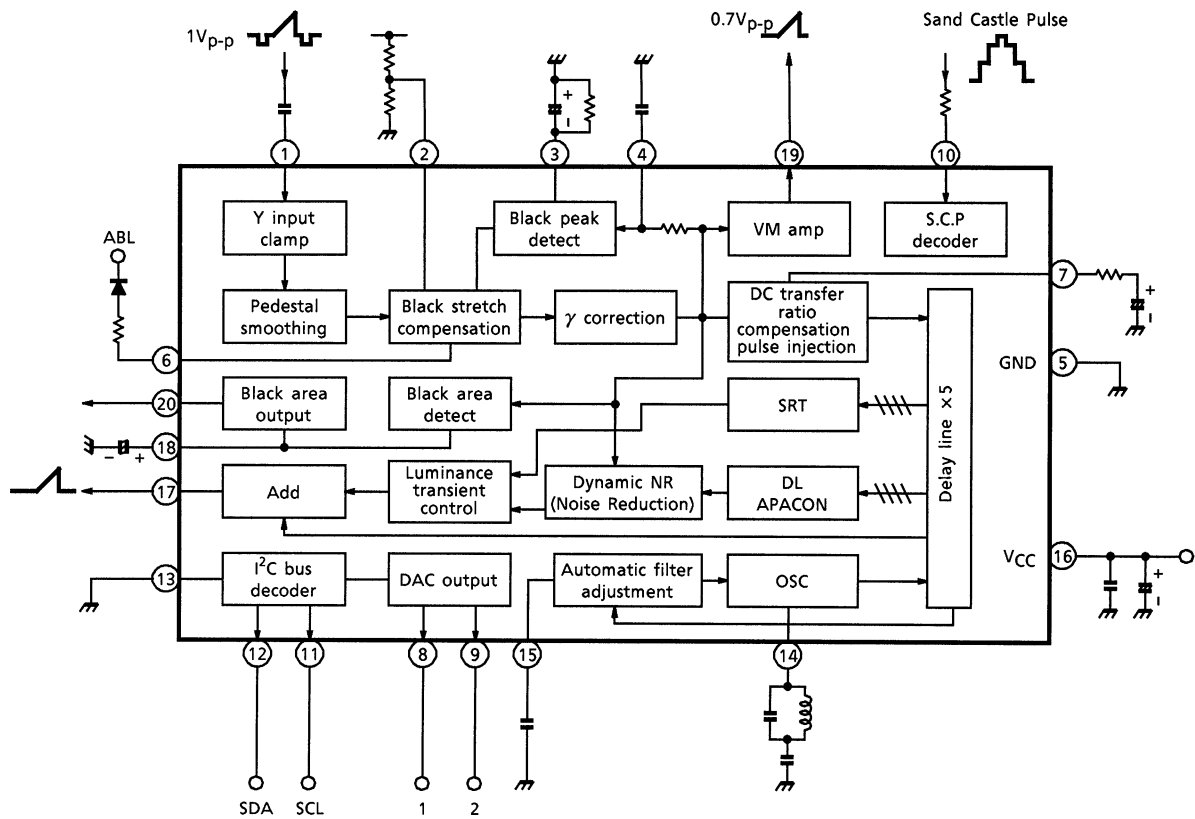 1Vp-p
0.7Vp-p
Sand Castle Pulse
1
2
3
4
19
10
Y input
clamp
Black peak
detect
VM amp
S.C.P
decoder
ABL
+
-
7
+
-
Pedestal
smoothing
Black stretch
compensation
γ correction
DC transfer
ratio
compensation
pulse injection
6
GND
5
20
Black area
output
Black area
detect
SRT
Delay line ×5
18
- +
17
Add
Luminance
transient
control
Dynamic NR
(Noise Reduction)
DL
APACON
VCC
16
+
-
13
I²C bus
decoder
DAC output
Automatic filter
adjustment
OSC
12
11
8
9
15
14
SDA
SCL
1
2